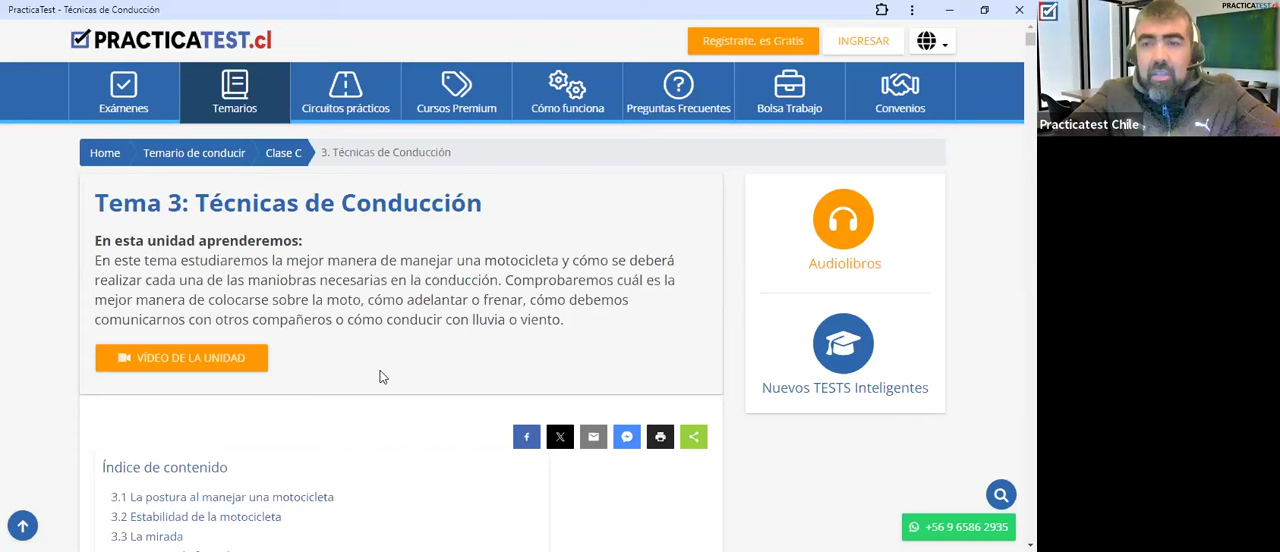 PracticaTest - Técnicas de Conducción
PRACTICATEST.cl
Regístrate, es Gratis
INGRESAR
Exámenes
Temarios
Circuitos prácticos
Cursos Premium
Cómo funciona
Preguntas Frecuentes
Bolsa Trabajo
Convenios
Home
Temario de conducir
Clase C
3. Técnicas de Conducción
Tema 3: Técnicas de Conducción
En esta unidad aprenderemos:
En este tema estudiaremos la mejor manera de manejar una motocicleta y cómo se deberá
realizar cada una de las maniobras necesarias en la conducción. Comprobaremos cuál es la
mejor manera de colocarse sobre la moto, cómo adelantar o frenar, cómo debemos
comunicarnos con otros compañeros o cómo conducir con lluvia o viento.
VÍDEO DE LA UNIDAD
Audiolibros
Nuevos TESTS Inteligentes
Índice de contenido
3.1 La postura al manejar una motocicleta
3.2 Estabilidad de la motocicleta
3.3 La mirada
+56 9 6586 2935
PRACTICATEST.cl
Practicatest Chile